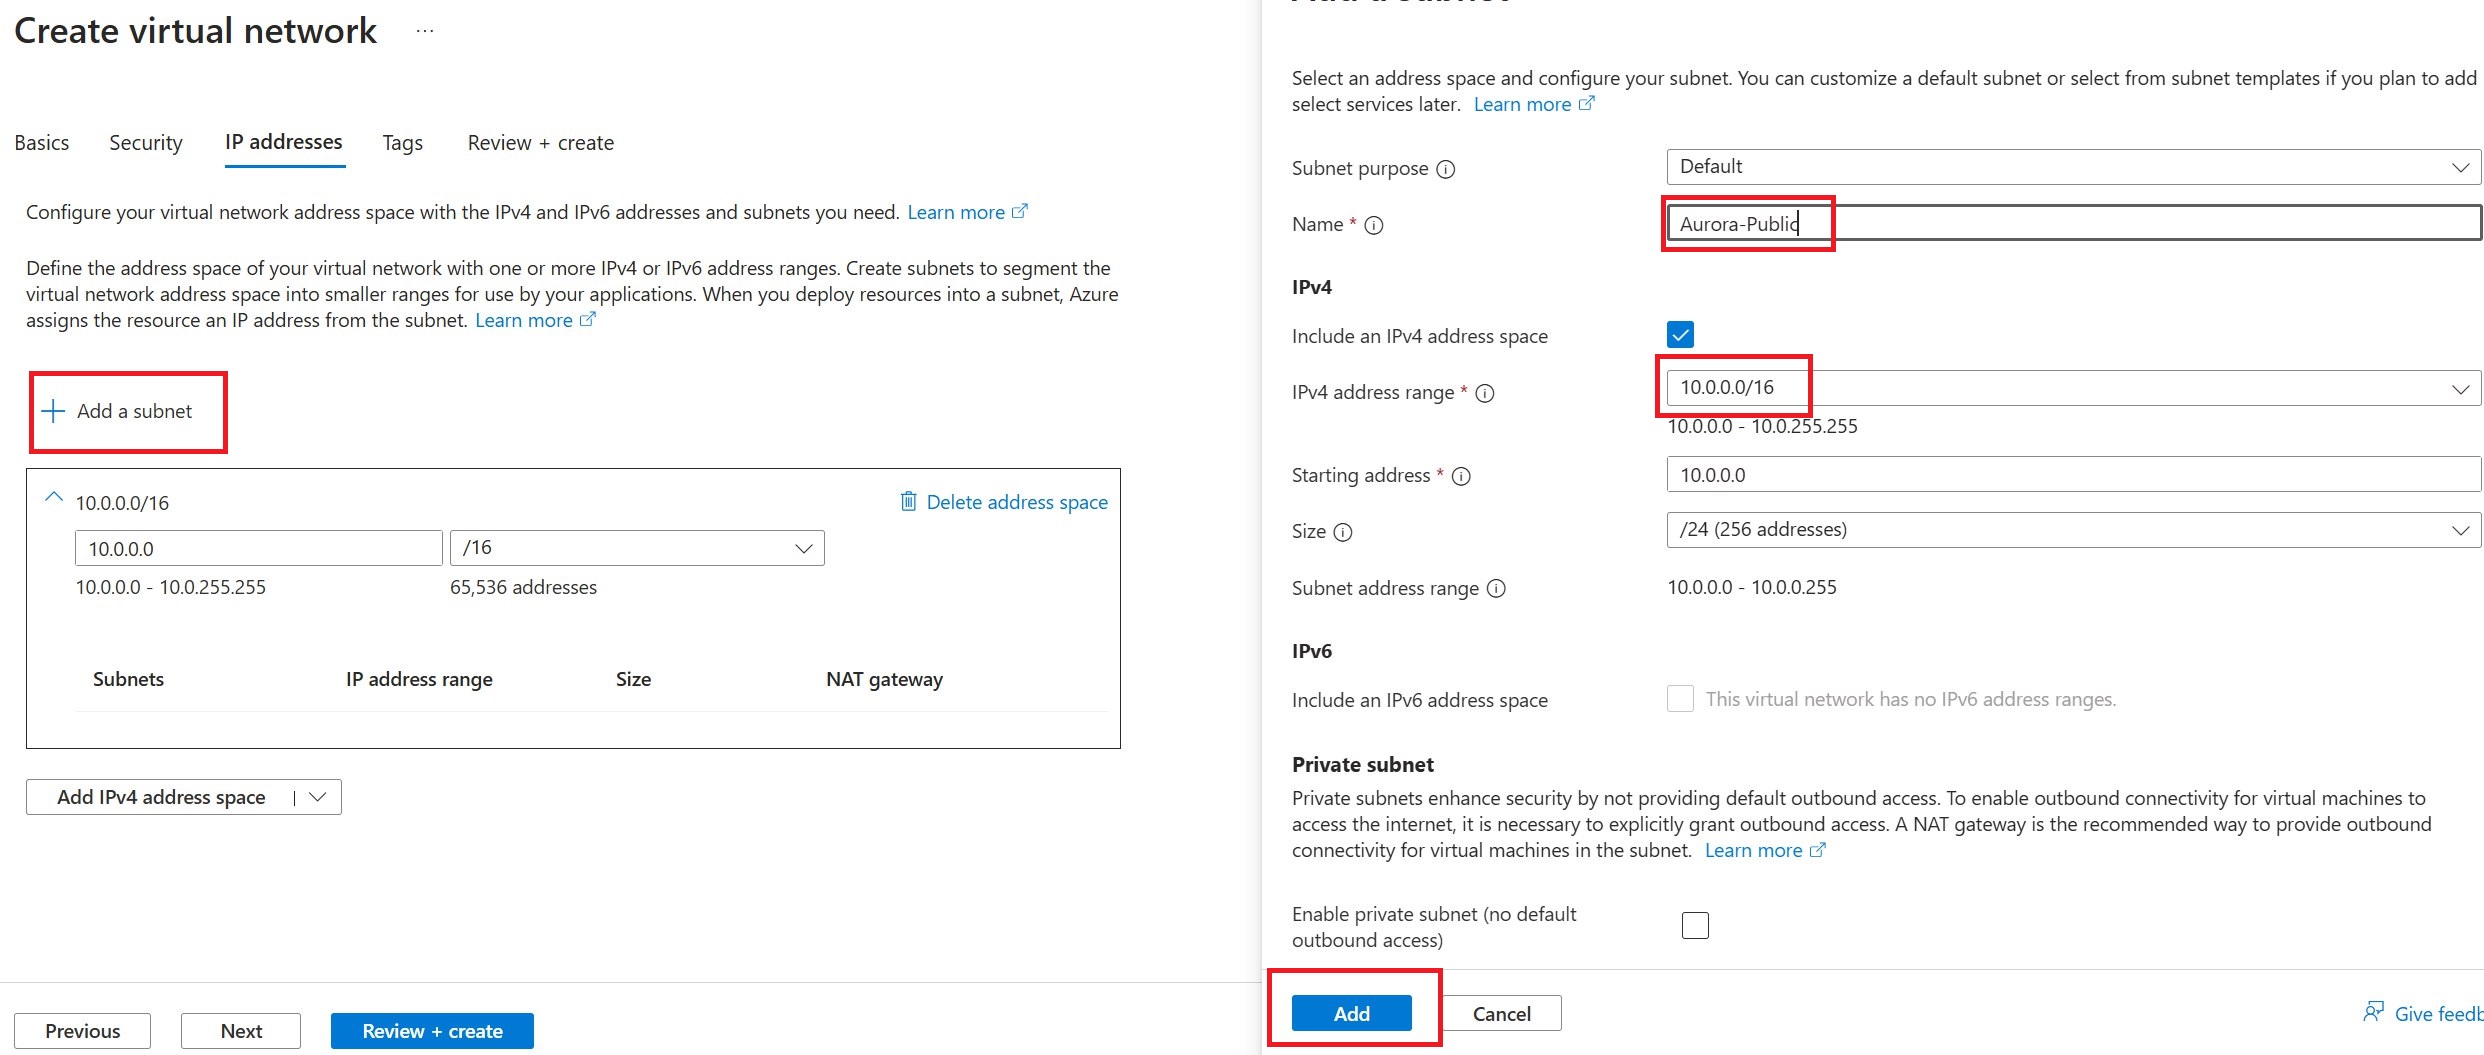 Create virtual network ...
Basics Security IP addresses Tags Review + create
Configure your virtual network address space with the IPv4 and IPv6 addresses and subnets you need. Learn more
Define the address space of your virtual network with one or more IPv4 or IPv6 address ranges. Create subnets to segment the
virtual network address space into smaller ranges for use by your applications. When you deploy resources into a subnet, Azure
assigns the resource an IP address from the subnet. Learn more
Add a subnet
10.0.0.0/16 Delete address space
10.0.0.0 /16
10.0.0.0 - 10.0.255.255 65,536 addresses
Subnets IP address range Size NAT gateway
Add IPv4 address space
Previous Next Review + create
Add a subnet
Select an address space and configure your subnet. You can customize a default subnet or select from subnet templates if you plan to add
select services later. Learn more
Subnet purpose Default
Name * Aurora-Public
IPv4
Include an IPv4 address space
IPv4 address range * 10.0.0.0/16
10.0.0.0 - 10.0.255.255
Starting address * 10.0.0.0
Size /24 (256 addresses)
Subnet address range 10.0.0.0 - 10.0.0.255
IPv6
Include an IPv6 address space This virtual network has no IPv6 address ranges.
Private subnet
Private subnets enhance security by not providing default outbound access. To enable outbound connectivity for virtual machines to
access the internet, it is necessary to explicitly grant outbound access. A NAT gateway is the recommended way to provide outbound
connectivity for virtual machines in the subnet. Learn more
Enable private subnet (no default
outbound access)
Add Cancel Give feedb